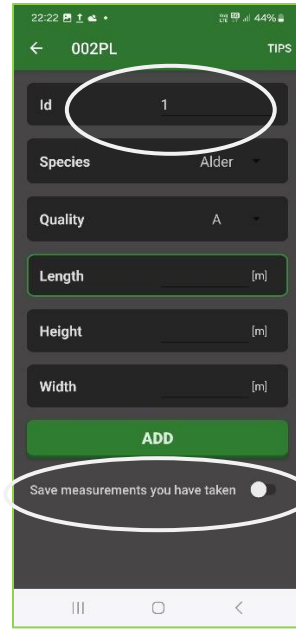 22:22 44%
002PL TIPS
Id 1
Species Alder
Quality A
Length [m]
Height [m]
Width [m]
ADD
Save measurements you have taken